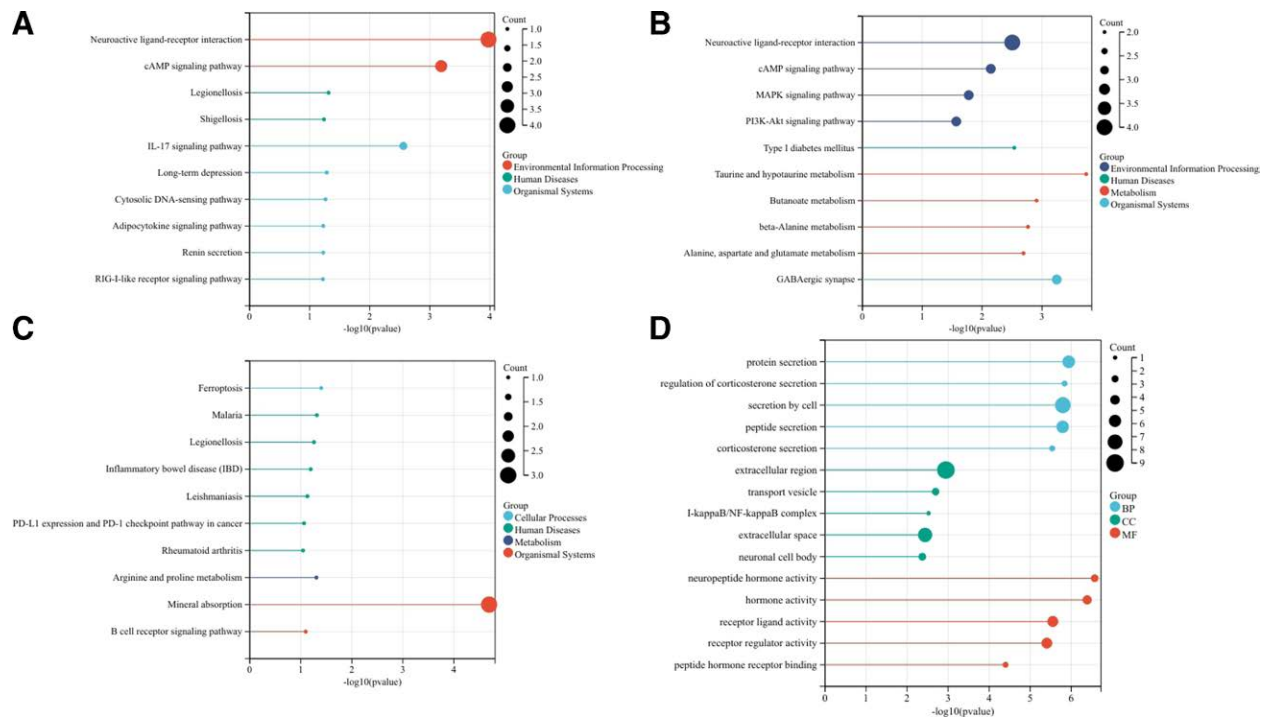 A
Neuroactive ligand-receptor interaction
cAMP signaling pathway
Legionellosis
Shigellosis
IL-17 signaling pathway
Long-term depression
Cytosolic DNA-sensing pathway
Adipocytokine signaling pathway
Renin secretion
RIG-I-like receptor signaling pathway
0 1 2 3 4
-log10(pvalue)
Count
1.0
1.5
2.0
2.5
3.0
3.5
4.0
Group
Environmental Information Processing
Human Diseases
Organismal Systems
B
Neuroactive ligand-receptor interaction
cAMP signaling pathway
MAPK signaling pathway
PI3K-Akt signaling pathway
Type I diabetes mellitus
Taurine and hypotaurine metabolism
Butanoate metabolism
beta-Alanine metabolism
Alanine, aspartate and glutamate metabolism
GABAergic synapse
0 1 2 3
-log10(pvalue)
Count
2.0
2.5
3.0
3.5
4.0
Group
Environmental Information Processing
Human Diseases
Metabolism
Organismal Systems
C
Ferroptosis
Malaria
Legionellosis
Inflammatory bowel disease (IBD)
Leishmaniasis
PD-L1 expression and PD-1 checkpoint pathway in cancer
Rheumatoid arthritis
Arginine and proline metabolism
Mineral absorption
B cell receptor signaling pathway
0 1 2 3 4
-log10(pvalue)
Count
1.0
1.5
2.0
2.5
3.0
Group
Cellular Processes
Human Diseases
Metabolism
Organismal Systems
D
protein secretion
regulation of corticosterone secretion
secretion by cell
peptide secretion
corticosterone secretion
extracellular region
transport vesicle
I-kappaB/NF-kappaB complex
extracellular space
neuronal cell body
neuropeptide hormone activity
hormone activity
receptor ligand activity
receptor regulator activity
peptide hormone receptor binding
0 1 2 3 4 5 6
-log10(pvalue)
Count
1
2
3
4
5
6
7
8
9
Group
BP
CC
MF